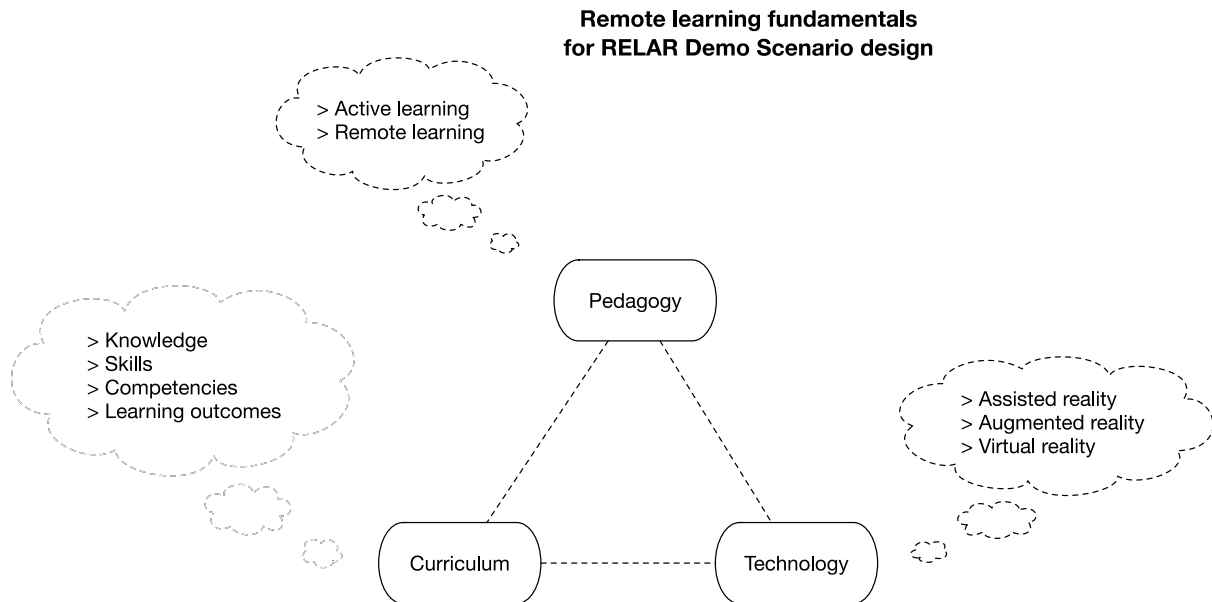 Remote learning fundamentals
for RELAR Demo Scenario design
> Active learning
> Remote learning
Pedagogy
> Knowledge
> Skills
> Competencies
> Learning outcomes
> Assisted reality
> Augmented reality
> Virtual reality
Curriculum
Technology